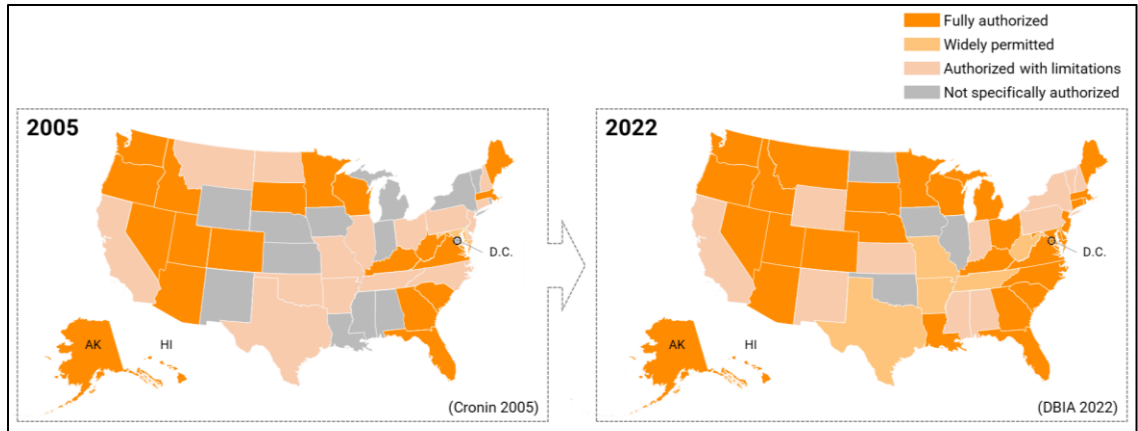 Fully authorized
Widely permitted
Authorized with limitations
Not specifically authorized
2005
D.C.
AK
HI
(Cronin 2005)
2022
D.C.
AK
HI
(DBIA 2022)